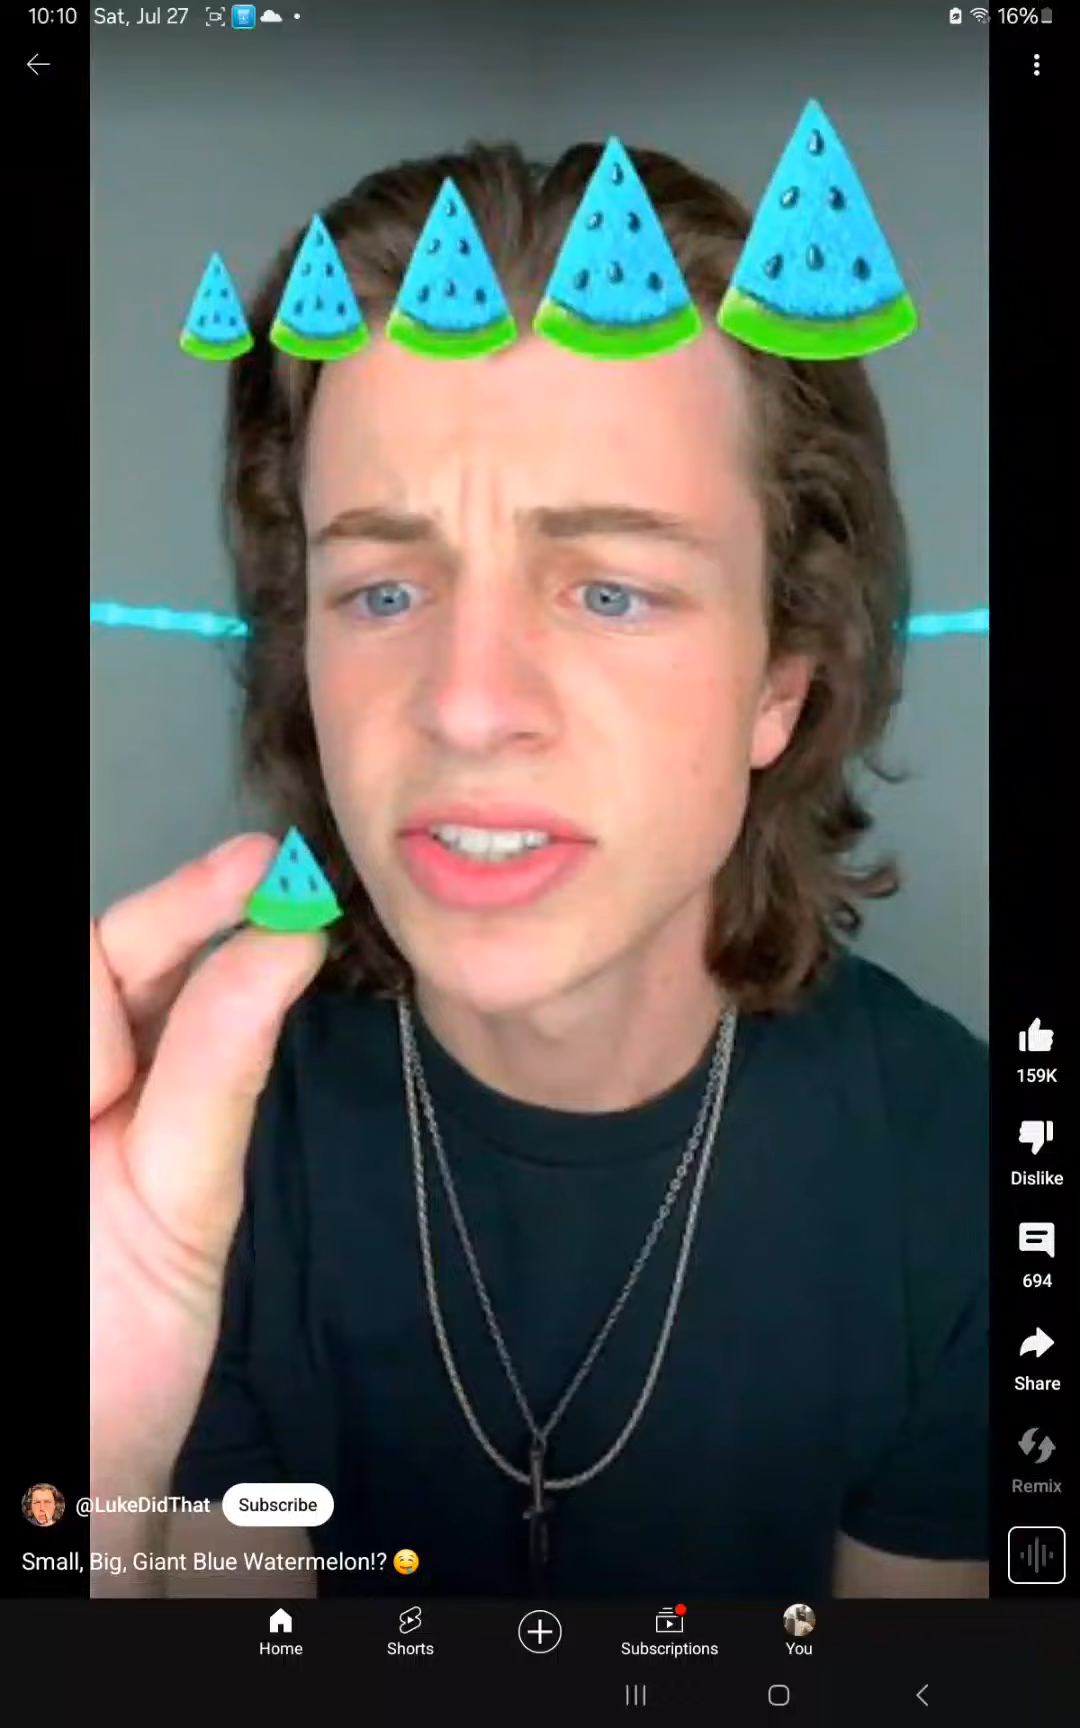 10:10 Sat, Jul 27 16%
159K
Dislike
694
Share
Remix
@LukeDidThat Subscribe
Small, Big, Giant Blue Watermelon!? 🤤
Home Shorts Subscriptions You